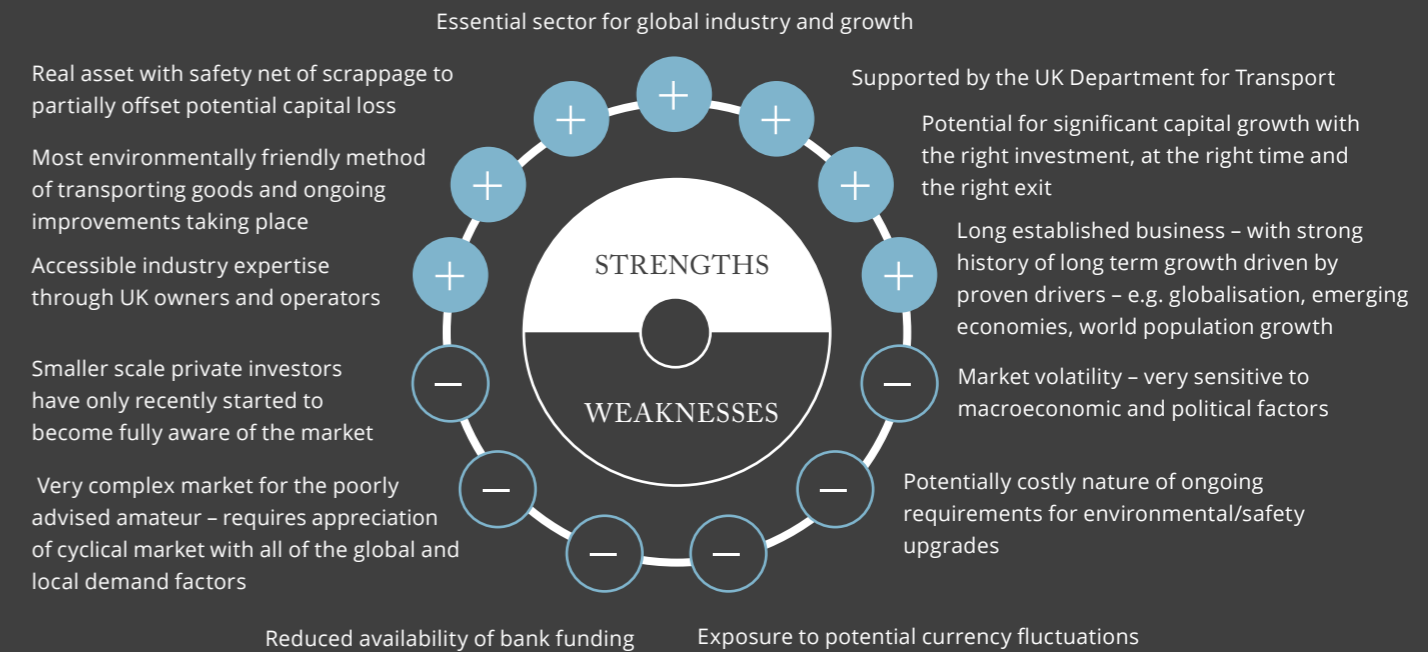 Essential sector for global industry and growth
Real asset with safety net of scrappage to
partially offset potential capital loss
Most environmentally friendly method
of transporting goods and ongoing
improvements taking place
Accessible industry expertise
through UK owners and operators
Supported by the UK Department for Transport
Potential for significant capital growth with
the right investment, at the right time and
the right exit
Long established business – with strong
history of long term growth driven by
proven drivers – e.g. globalisation, emerging
economies, world population growth
STRENGTHS
WEAKNESSES
Smaller scale private investors
have only recently started to
become fully aware of the market
Very complex market for the poorly
advised amateur – requires appreciation
of cyclical market with all of the global and
local demand factors
Market volatility – very sensitive to
macroeconomic and political factors
Potentially costly nature of ongoing
requirements for environmental/safety
upgrades
Reduced availability of bank funding
Exposure to potential currency fluctuations